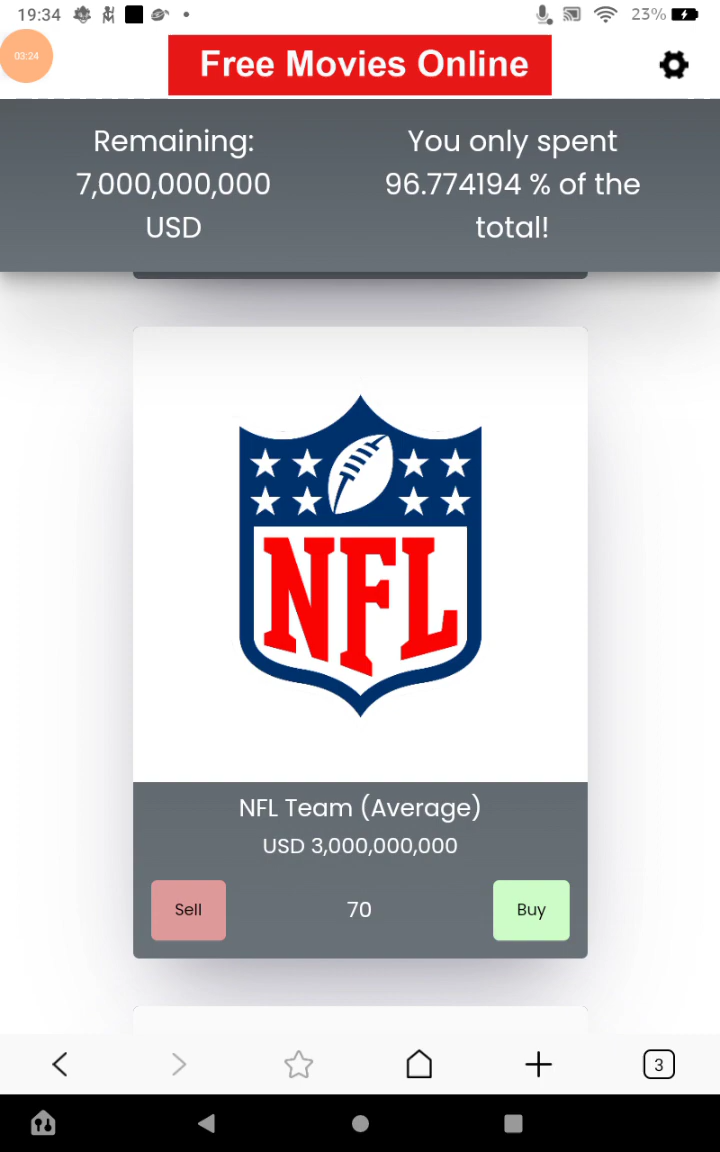 19:34
23%
03:24
Free Movies Online
Remaining:
7,000,000,000
USD
You only spent
96.774194 % of the
total!
NFL
NFL Team (Average)
USD 3,000,000,000
Sell
70
Buy
3